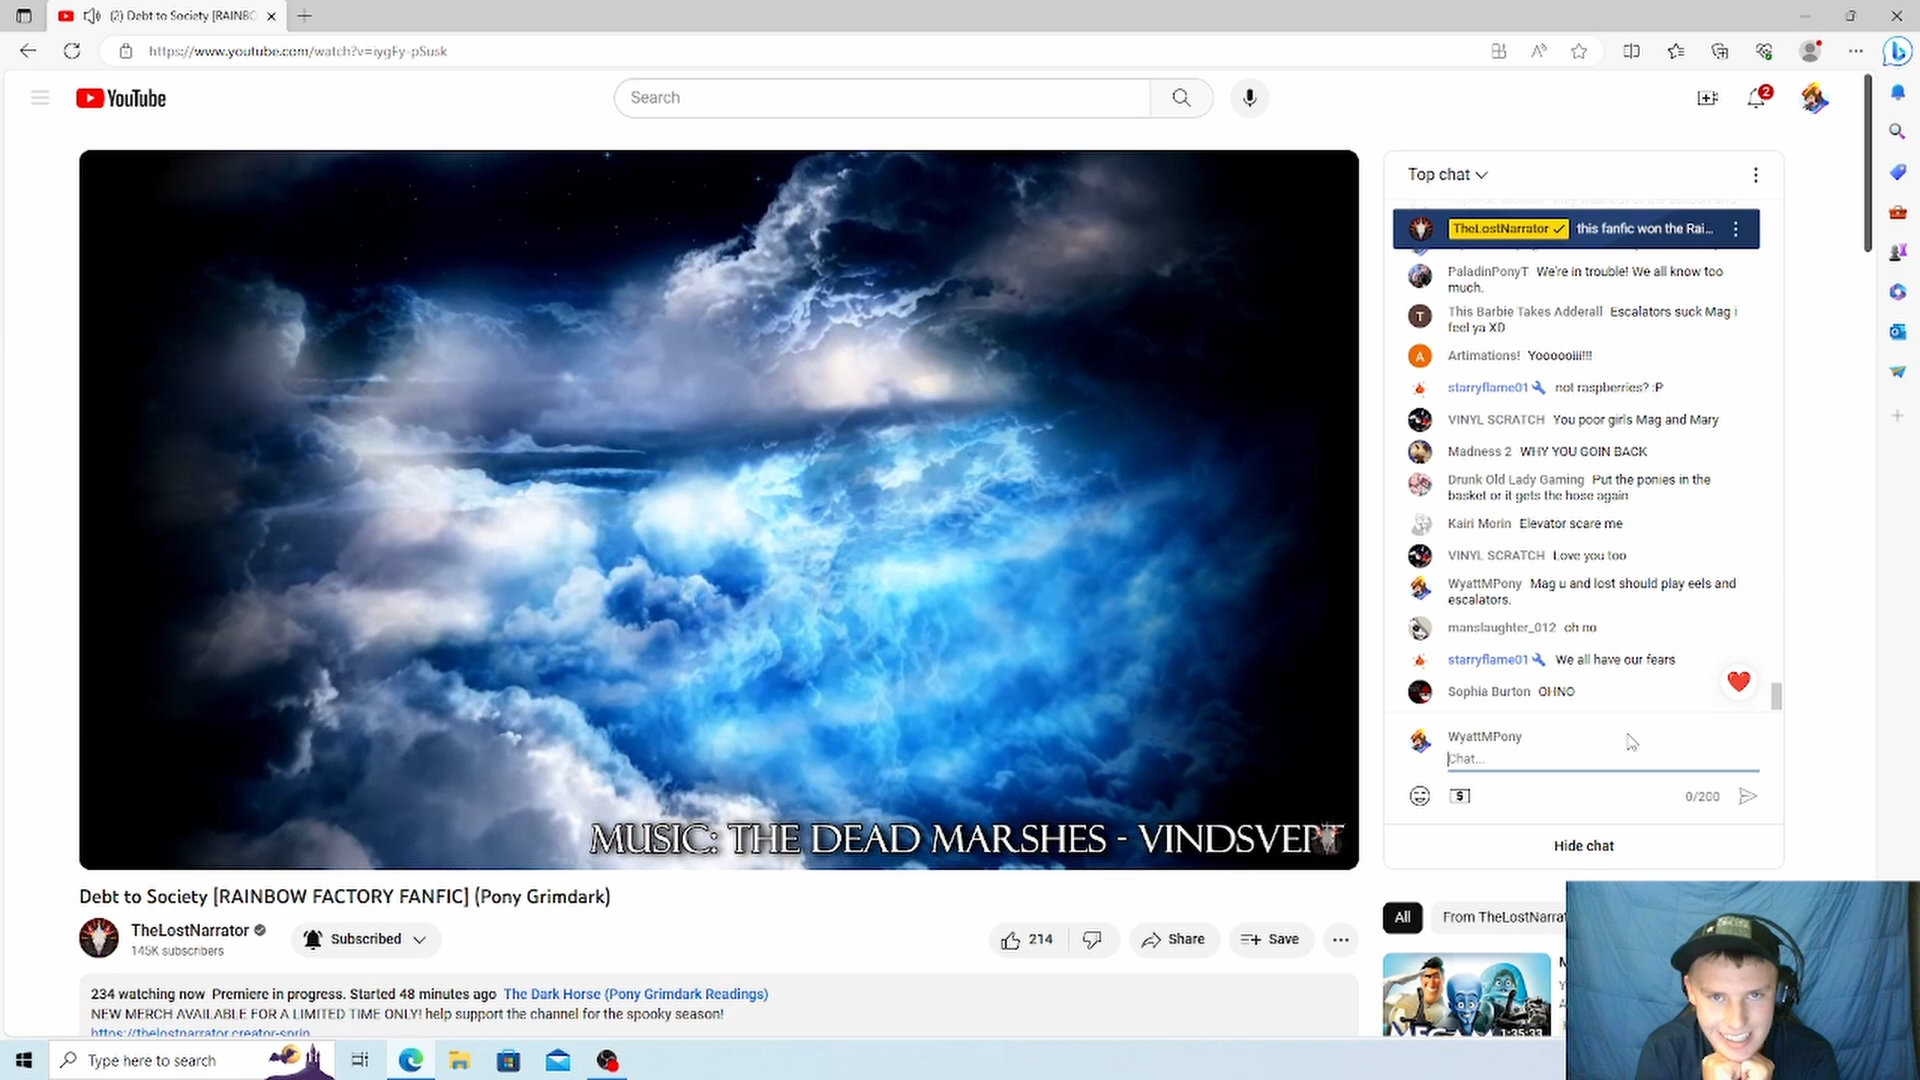 (2) Debt to Society [RAINBO
https://www.youtube.com/watch?v=iygFy-pSusk
YouTube
Search
2
Top chat
TheLostNarrator this fanfic won the Rai...
PaladinPonyT We're in trouble! We all know too
much.
T
This Barbie Takes Adderall Escalators suck Mag i
feel ya XD
A
Artimations! Yoooooiii!!!
starryflame01 not raspberries? :P
VINYL SCRATCH You poor girls Mag and Mary
Madness 2 WHY YOU GOIN BACK
Drunk Old Lady Gaming Put the ponies in the
basket or it gets the hose again
Kairi Morin Elevator scare me
VINYL SCRATCH Love you too
WyattMPony Mag u and lost should play eels and
escalators.
manslaughter_012 oh no
starryflame01 We all have our fears
Sophia Burton OHNO
WyattMPony
Chat...
0/200
Hide chat
MUSIC: THE DEAD MARSHES - VINDSVEPT
Debt to Society [RAINBOW FACTORY FANFIC] (Pony Grimdark)
TheLostNarrator
145K subscribers
Subscribed
214
Share
Save
234 watching now Premiere in progress. Started 48 minutes ago The Dark Horse (Pony Grimdark Readings)
NEW MERCH AVAILABLE FOR A LIMITED TIME ONLY! help support the channel for the spooky season!
https://thelostnarrator.creator-sprin
All
From TheLostNarrat
1:35:33
Type here to search